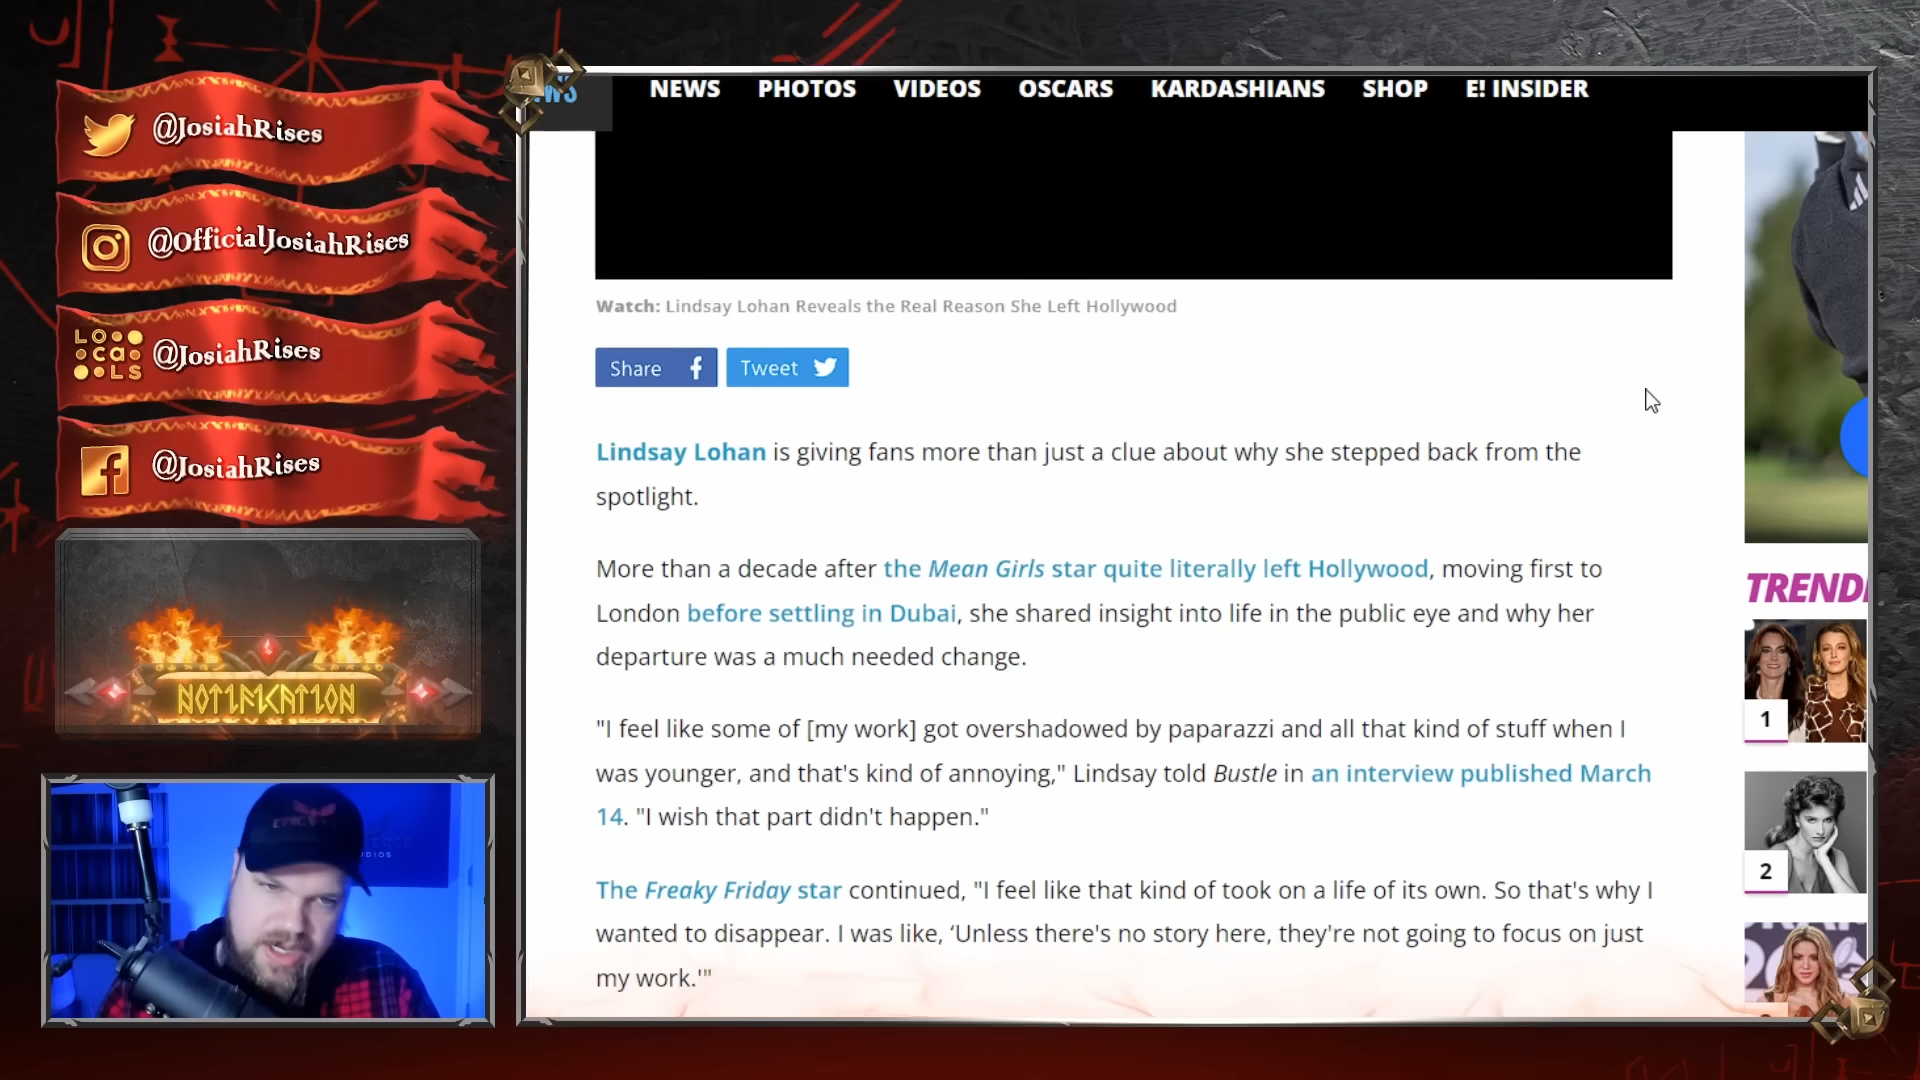 @JosiahRises
@OfficialJosiahRises
LO
ca
LS
@JosiahRises
@JosiahRises
NOTIFICATION
NEWS
PHOTOS
VIDEOS
OSCARS
KARDASHIANS
SHOP
E! INSIDER
Watch: Lindsay Lohan Reveals the Real Reason She Left Hollywood
Share
Tweet
Lindsay Lohan is giving fans more than just a clue about why she stepped back from the
spotlight.
More than a decade after the Mean Girls star quite literally left Hollywood, moving first to
London before settling in Dubai, she shared insight into life in the public eye and why her
departure was a much needed change.
"I feel like some of [my work] got overshadowed by paparazzi and all that kind of stuff when I
was younger, and that's kind of annoying," Lindsay told Bustle in an interview published March
14. "I wish that part didn't happen."
The Freaky Friday star continued, "I feel like that kind of took on a life of its own. So that's why I
wanted to disappear. I was like, ‘Unless there's no story here, they're not going to focus on just
my work.'"
TREND
1
2